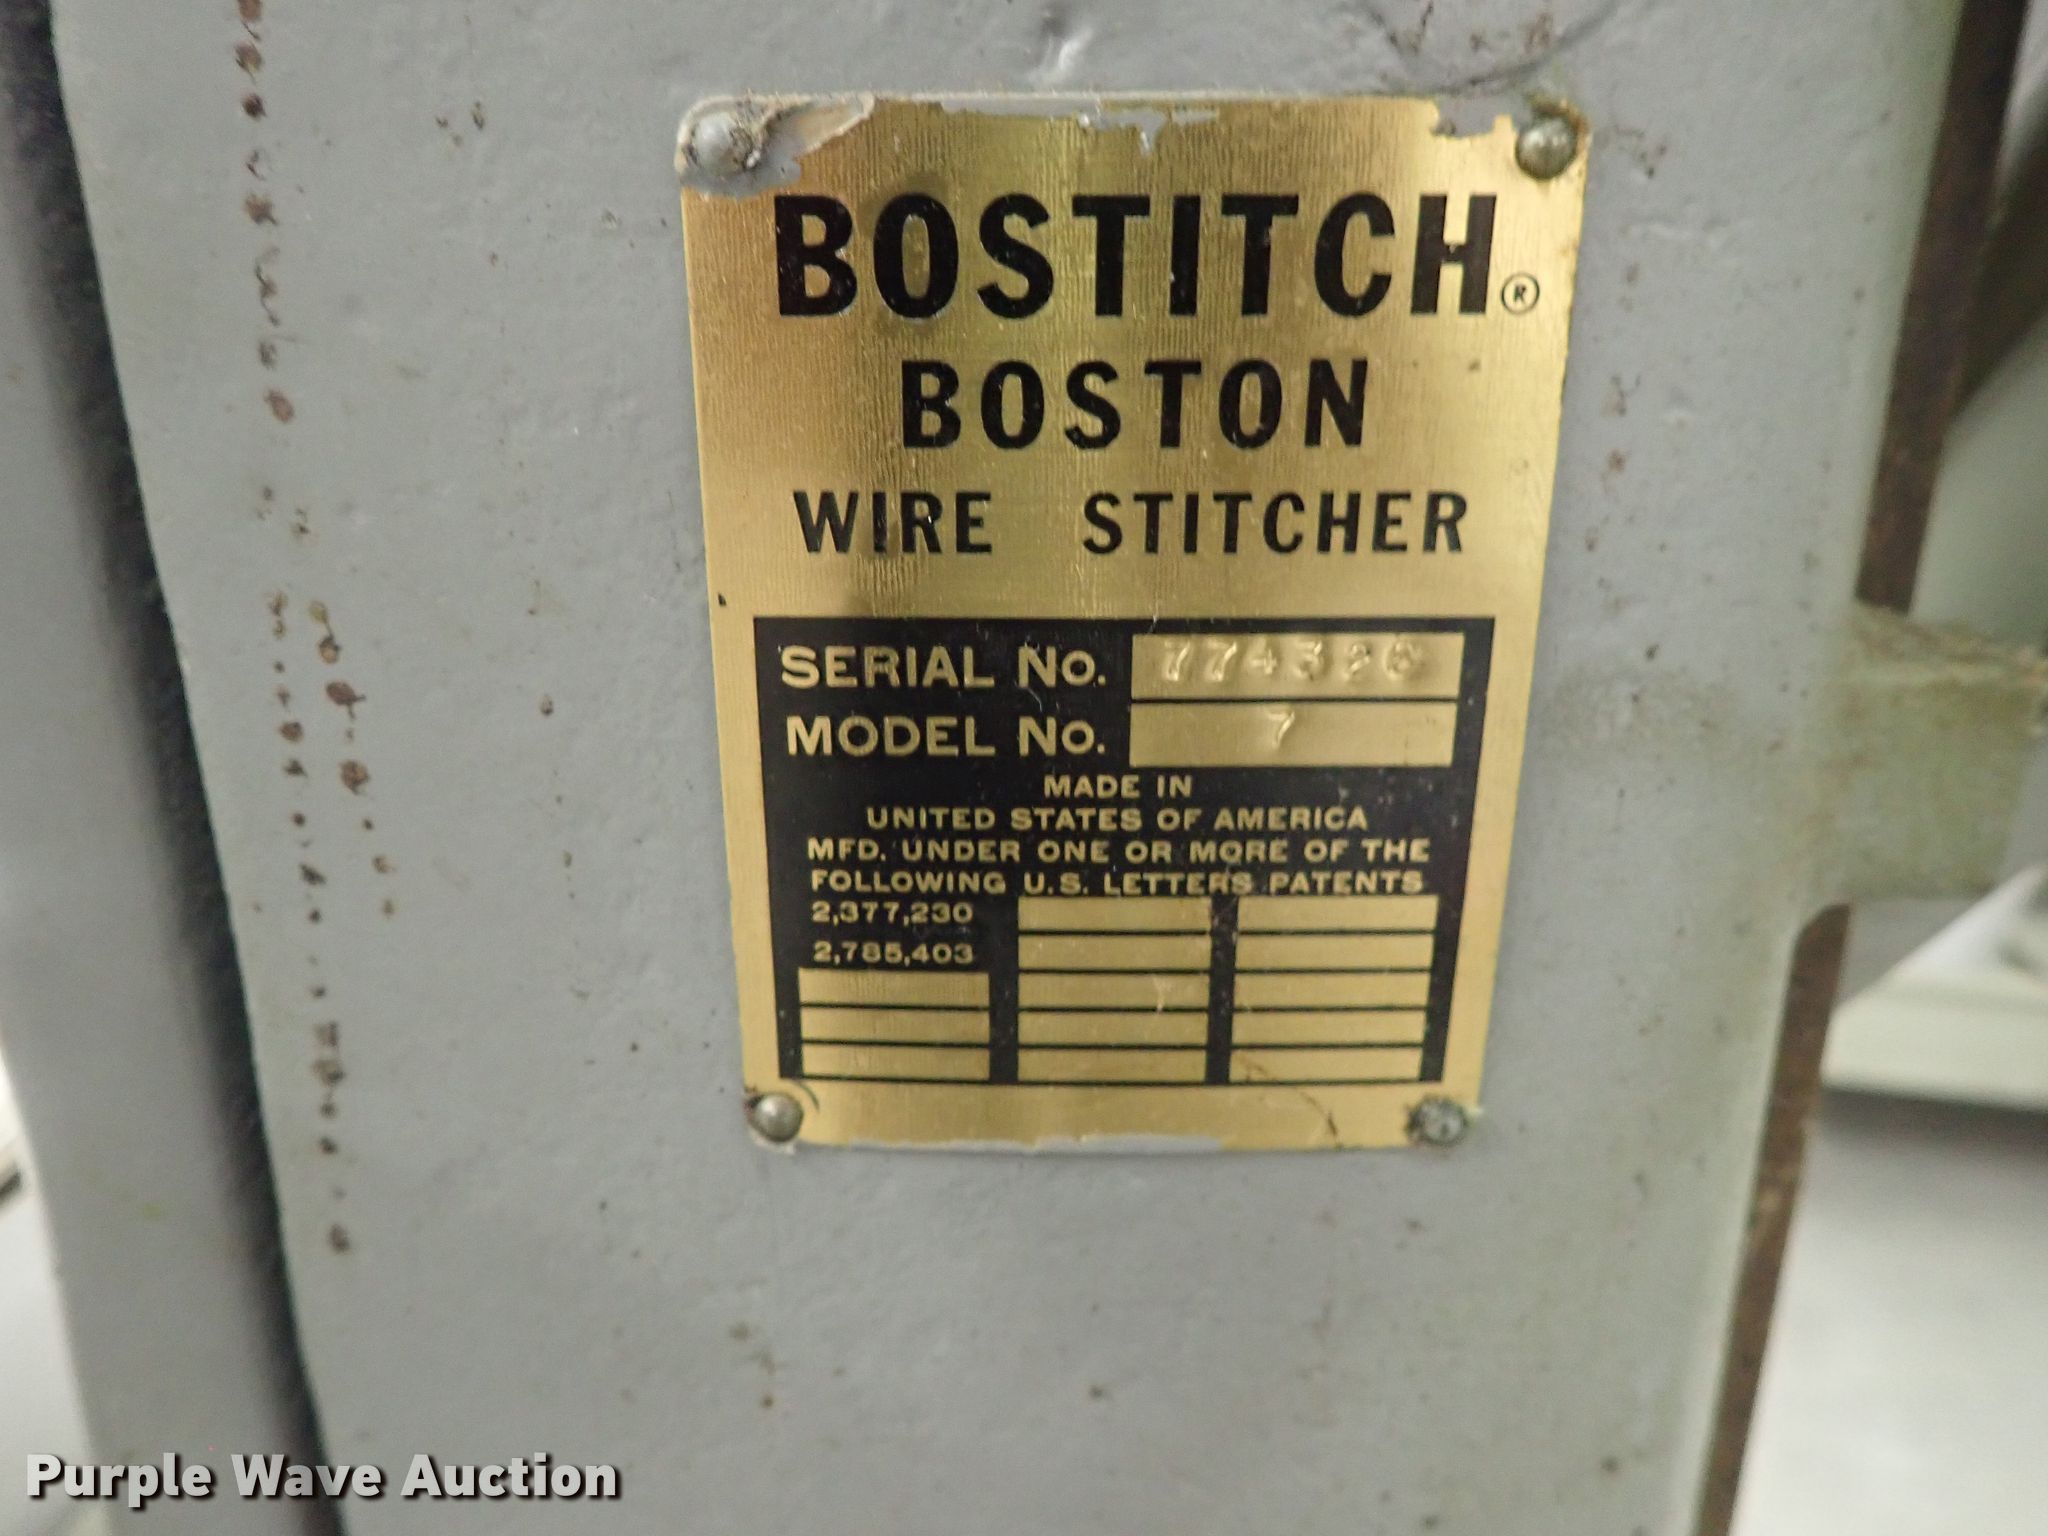 BOSTITCH®
BOSTON
WIRE STITCHER
SERIAL No. 774326
MODEL No. 7
MADE IN
UNITED STATES OF AMERICA
MFD. UNDER ONE OR MORE OF THE
FOLLOWING U.S. LETTERS PATENTS
2,377,230
2,785,403
Purple Wave Auction